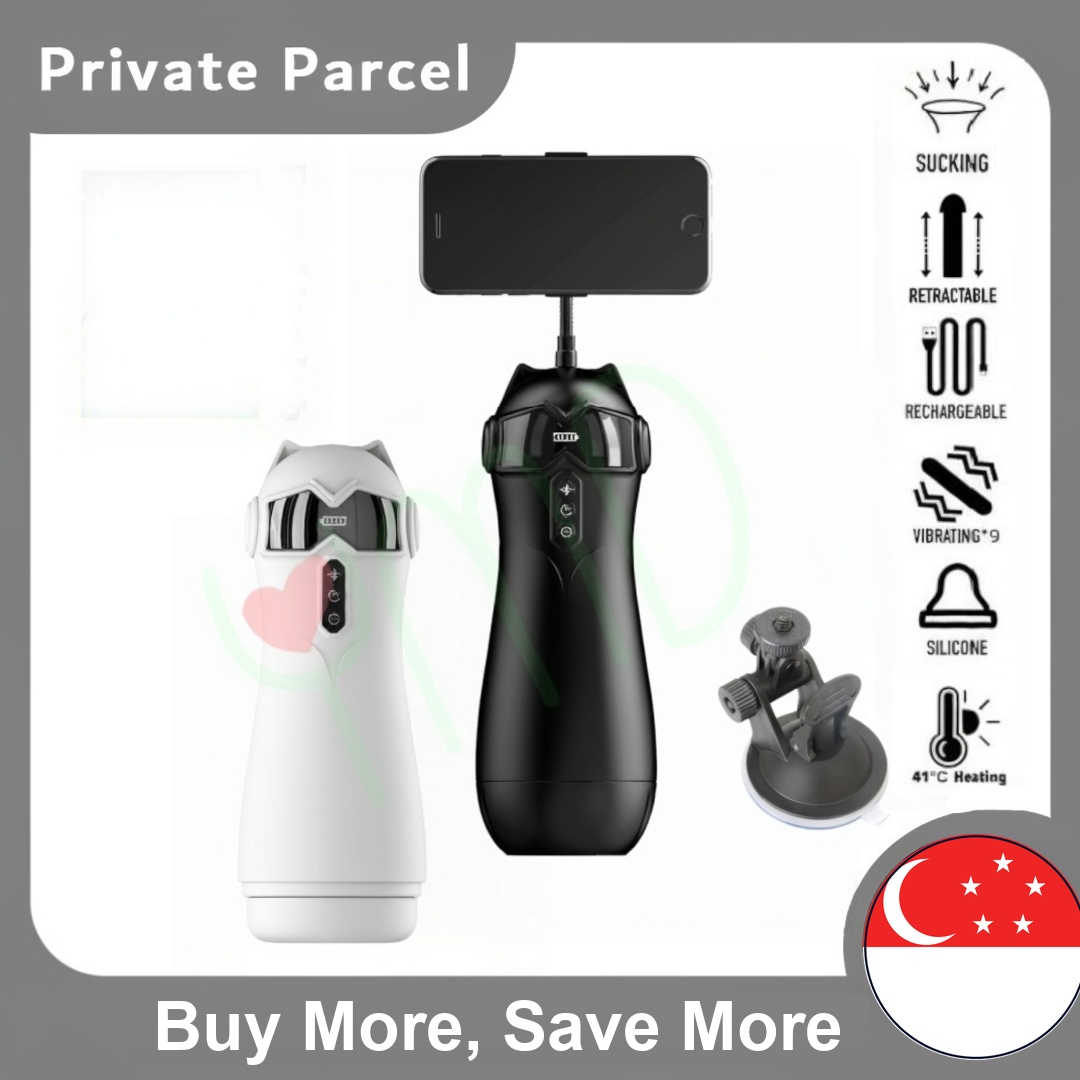 Private Parcel
SUCKING
RETRACTABLE
RECHARGEABLE
VIBRATING*9
SILICONE
41°C Heating
Buy More, Save More